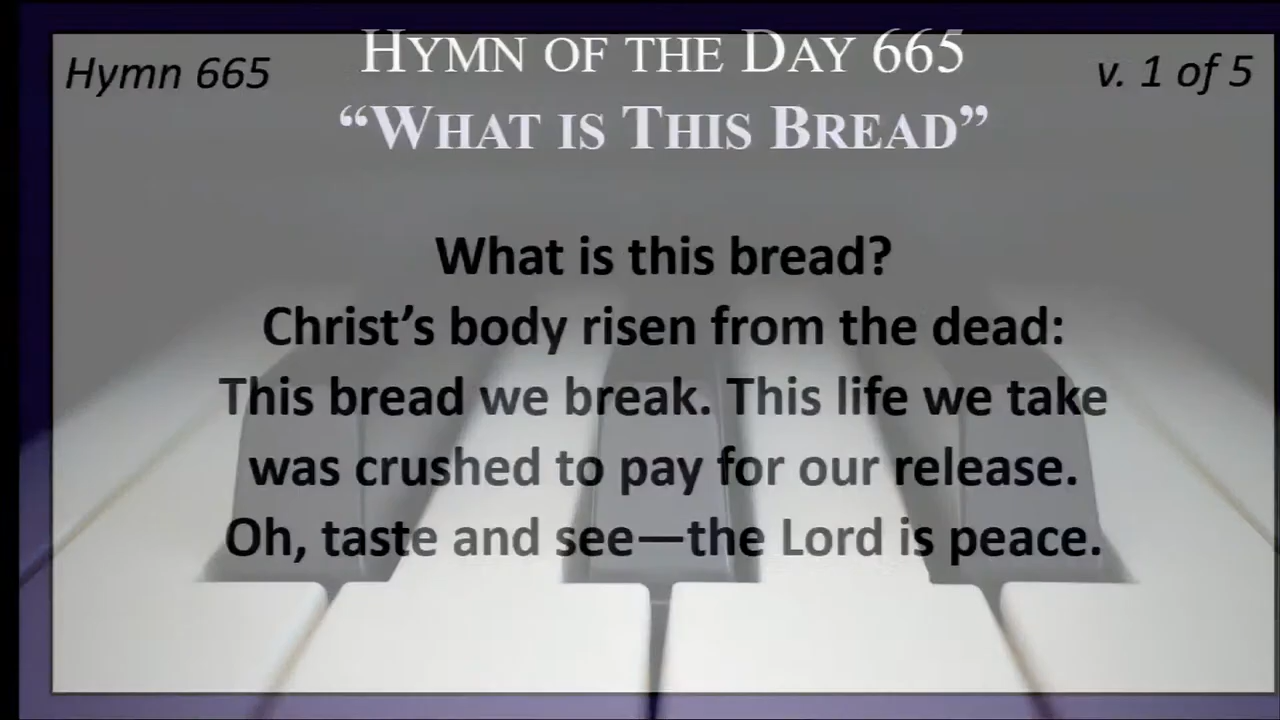 HYMN OF THE DAY 665
Hymn 665
v. 1 of 5
“WHAT IS THIS BREAD”
What is this bread?
Christ’s body risen from the dead:
This bread we break. This life we take
was crushed to pay for our release.
Oh, taste and see—the Lord is peace.